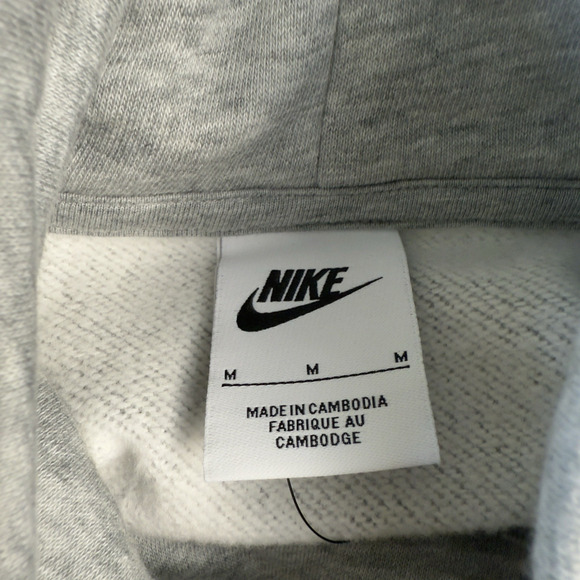 NIKE
M M M
MADE IN CAMBODIA
FABRIQUE AU
CAMBODGE